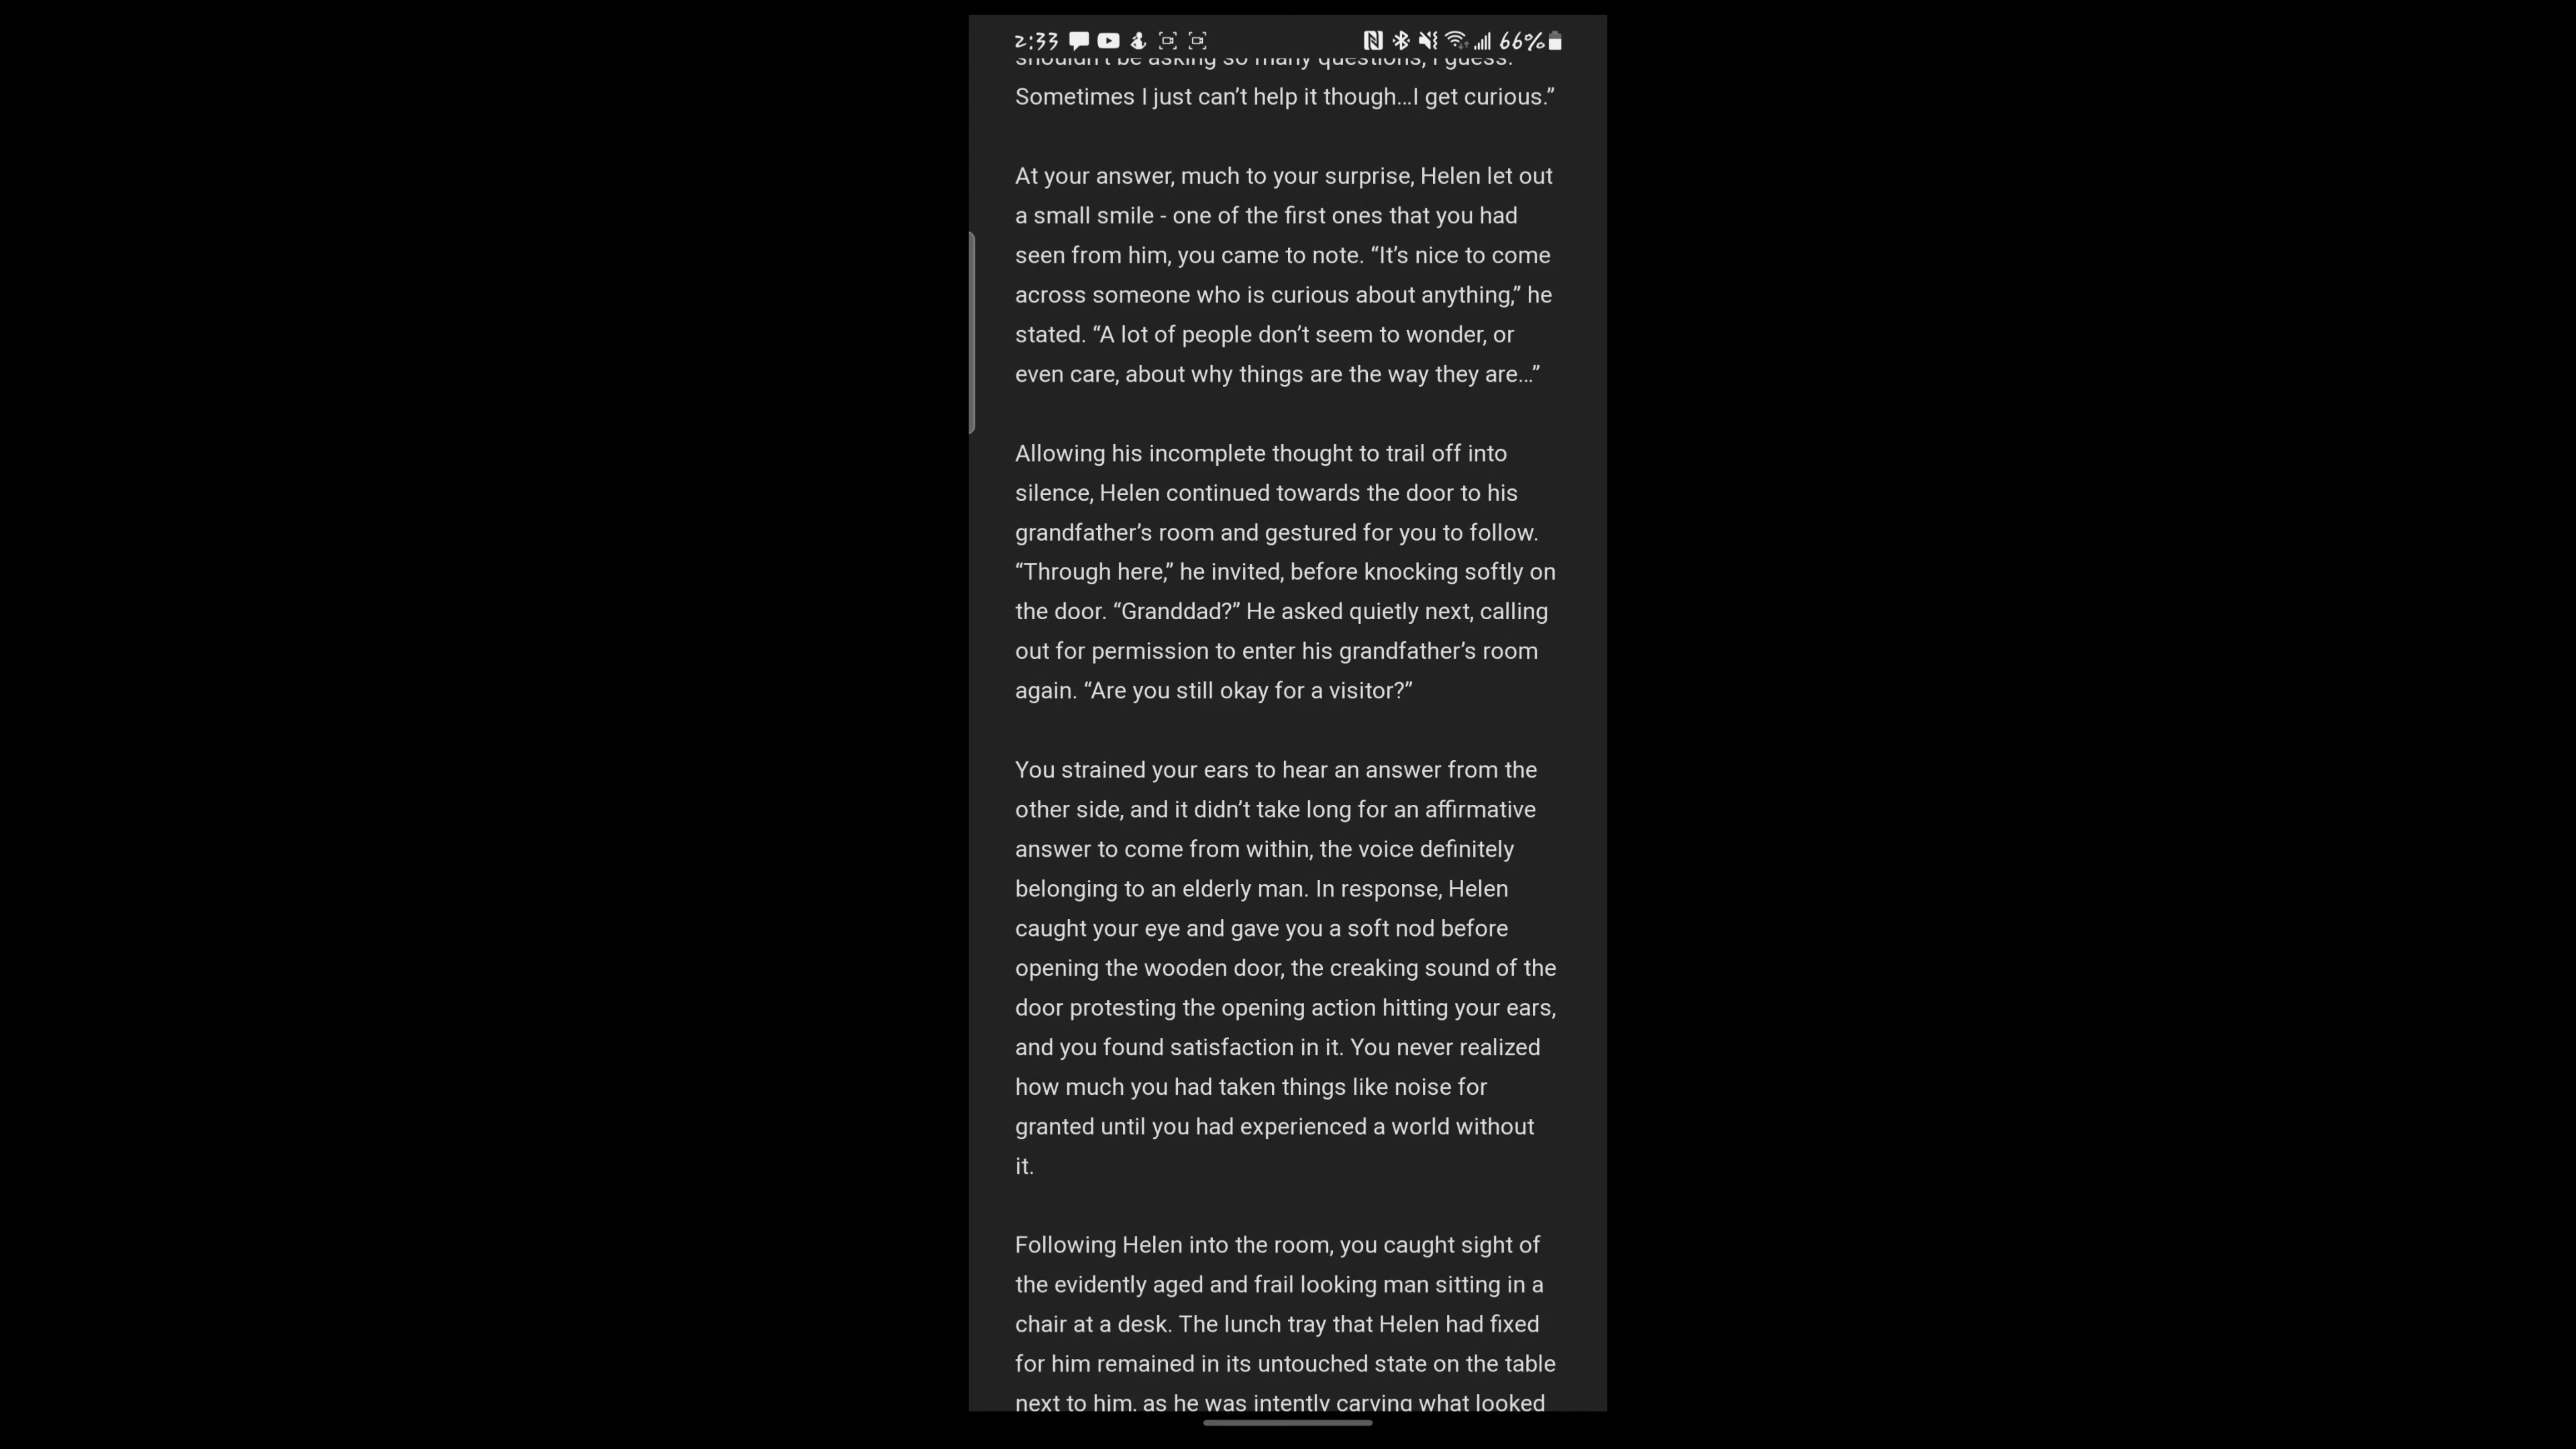 2:33 66%
shouldn't be asking so many questions, I guess.
Sometimes I just can’t help it though…I get curious.”
At your answer, much to your surprise, Helen let out
a small smile - one of the first ones that you had
seen from him, you came to note. “It’s nice to come
across someone who is curious about anything,” he
stated. “A lot of people don’t seem to wonder, or
even care, about why things are the way they are…”
Allowing his incomplete thought to trail off into
silence, Helen continued towards the door to his
grandfather’s room and gestured for you to follow.
“Through here,” he invited, before knocking softly on
the door. “Granddad?” He asked quietly next, calling
out for permission to enter his grandfather’s room
again. “Are you still okay for a visitor?”
You strained your ears to hear an answer from the
other side, and it didn’t take long for an affirmative
answer to come from within, the voice definitely
belonging to an elderly man. In response, Helen
caught your eye and gave you a soft nod before
opening the wooden door, the creaking sound of the
door protesting the opening action hitting your ears,
and you found satisfaction in it. You never realized
how much you had taken things like noise for
granted until you had experienced a world without
it.
Following Helen into the room, you caught sight of
the evidently aged and frail looking man sitting in a
chair at a desk. The lunch tray that Helen had fixed
for him remained in its untouched state on the table
next to him, as he was intently carving what looked